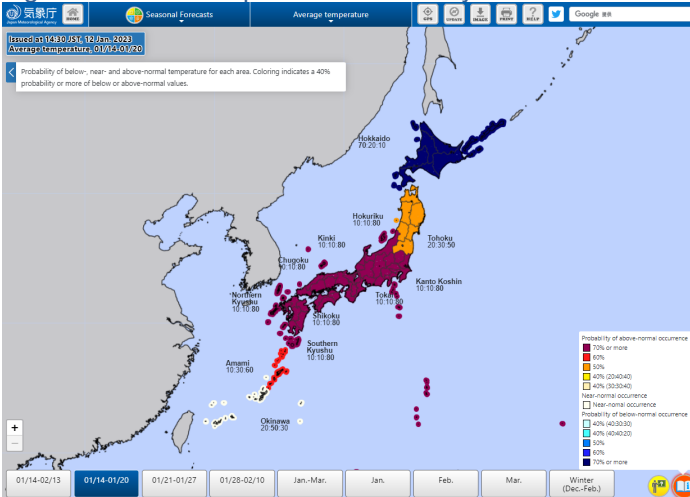 気象庁
Japan Meteorological Agency
HOME
Seasonal Forecasts
Average temperature
GPS
UPDATE
IMAGE
PRINT
HELP
Google 提供
Issued at 14:30 JST, 12 Jan. 2023
Average temperature, 01/14-01/20
Probability of below-, near- and above-normal temperature for each area. Coloring indicates a 40%
probability or more of below or above-normal values.
Hokkaido
70:20:10
Hokuriku
10:10:80
Tohoku
20:30:50
Kinki
10:10:80
Chugoku
10:10:80
Kanto Koshin
10:10:80
Northern
Kyushu
10:10:80
Tokai
10:10:80
Shikoku
10:10:80
Southern
Kyushu
10:10:80
Amami
10:30:60
Okinawa
20:50:30
Probability of above-normal occurrence
70% or more
60%
50%
40% (20:40:40)
40% (30:30:40)
Near-normal occurrence
Near-nomal occurrence
Probability of below-normal occurrence
40% (40:30:30)
40% (40:40:20)
50%
60%
70% or more
+
−
01/14-02/13
01/14-01/20
01/21-01/27
01/28-02/10
Jan.-Mar.
Jan.
Feb.
Mar.
Winter
(Dec.-Feb.)